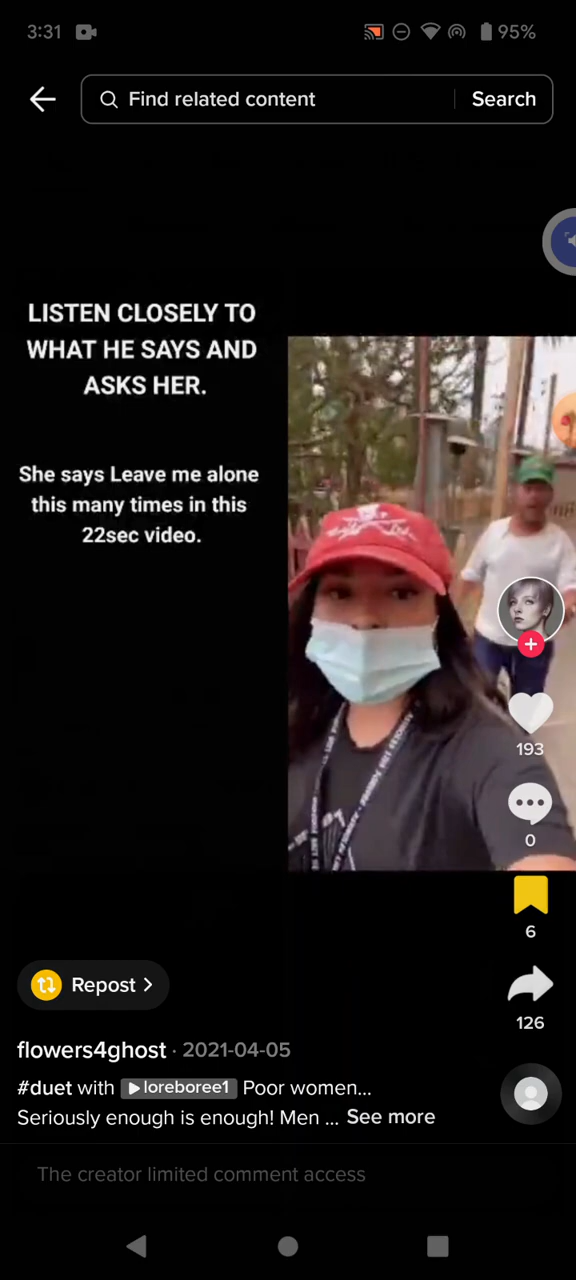 3:31
95%
Find related content
Search
LISTEN CLOSELY TO
WHAT HE SAYS AND
ASKS HER.
She says Leave me alone
this many times in this
22sec video.
193
0
6
126
Repost >
flowers4ghost · 2021-04-05
#duet with loreboree1 Poor women...
Seriously enough is enough! Men ... See more
The creator limited comment access